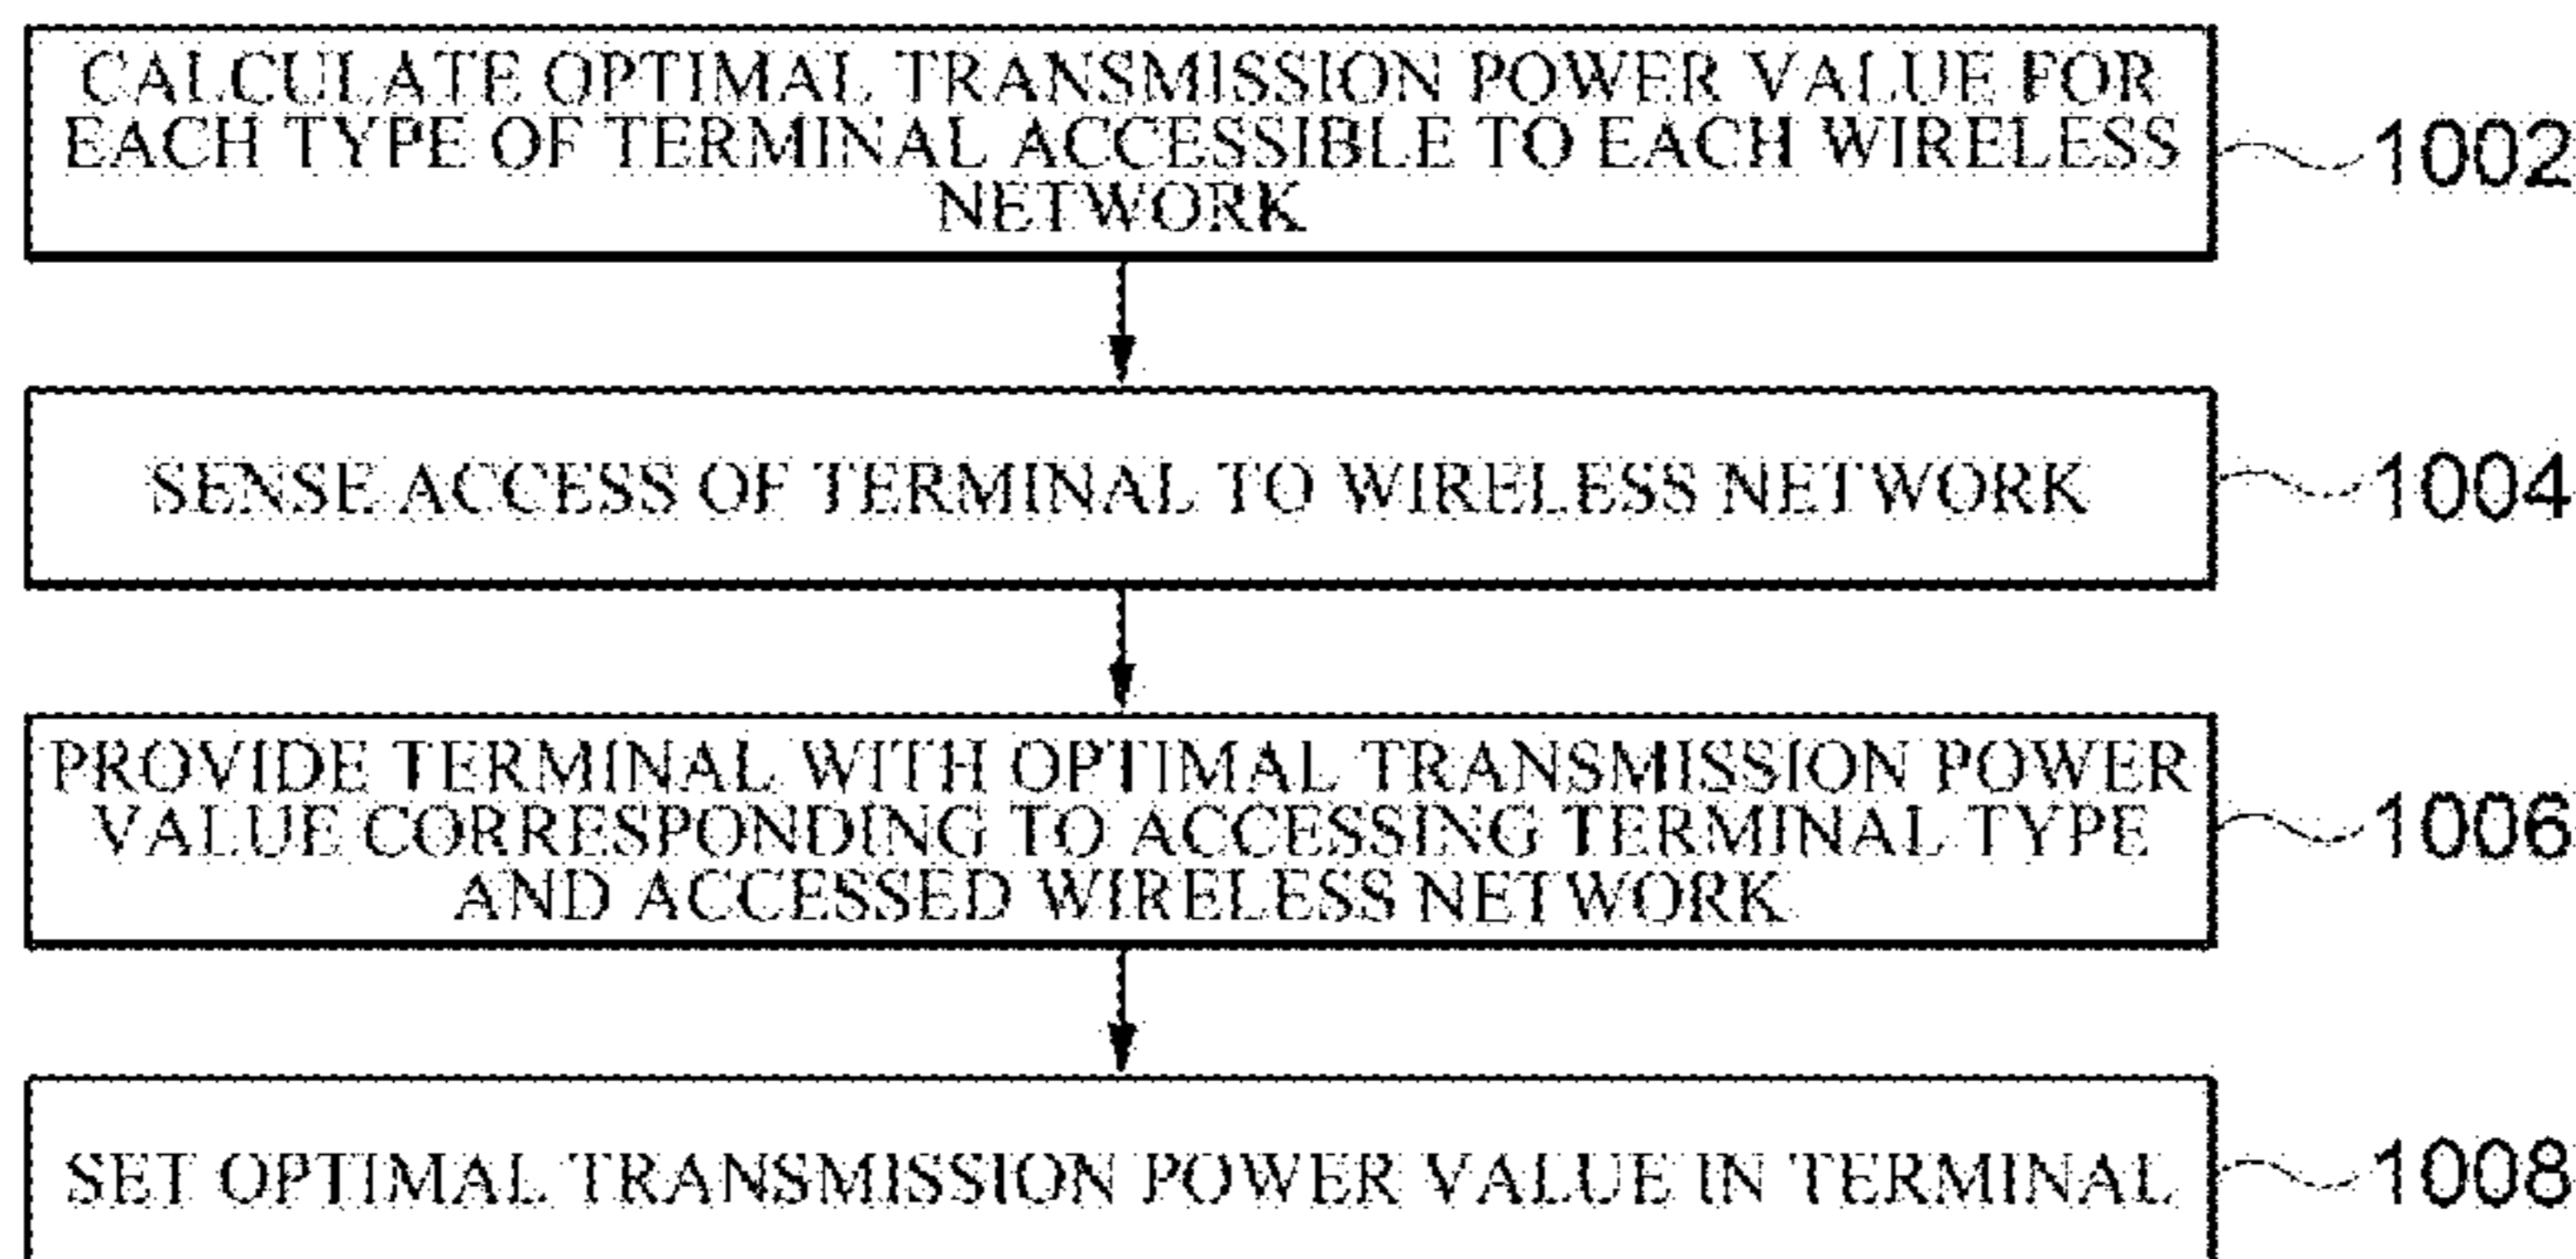 CALCULATE OPTIMAL TRANSMISSION POWER VALUE FOR
EACH TYPE OF TERMINAL ACCESSIBLE TO EACH WIRELESS
NETWORK
1002
SENSE ACCESS OF TERMINAL TO WIRELESS NETWORK
1004
PROVIDE TERMINAL WITH OPTIMAL TRANSMISSION POWER
VALUE CORRESPONDING TO ACCESSING TERMINAL TYPE
AND ACCESSED WIRELESS NETWORK
1006
SET OPTIMAL TRANSMISSION POWER VALUE IN TERMINAL
1008